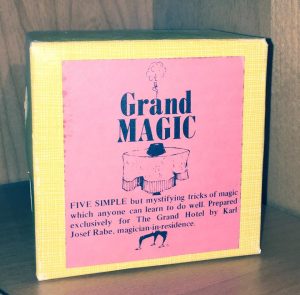 Grand
MAGIC
FIVE SIMPLE but mystifying tricks of magic
which anyone can learn to do well. Prepared
exclusively for The Grand Hotel by Karl
Josef Rabe, magician-in-residence.